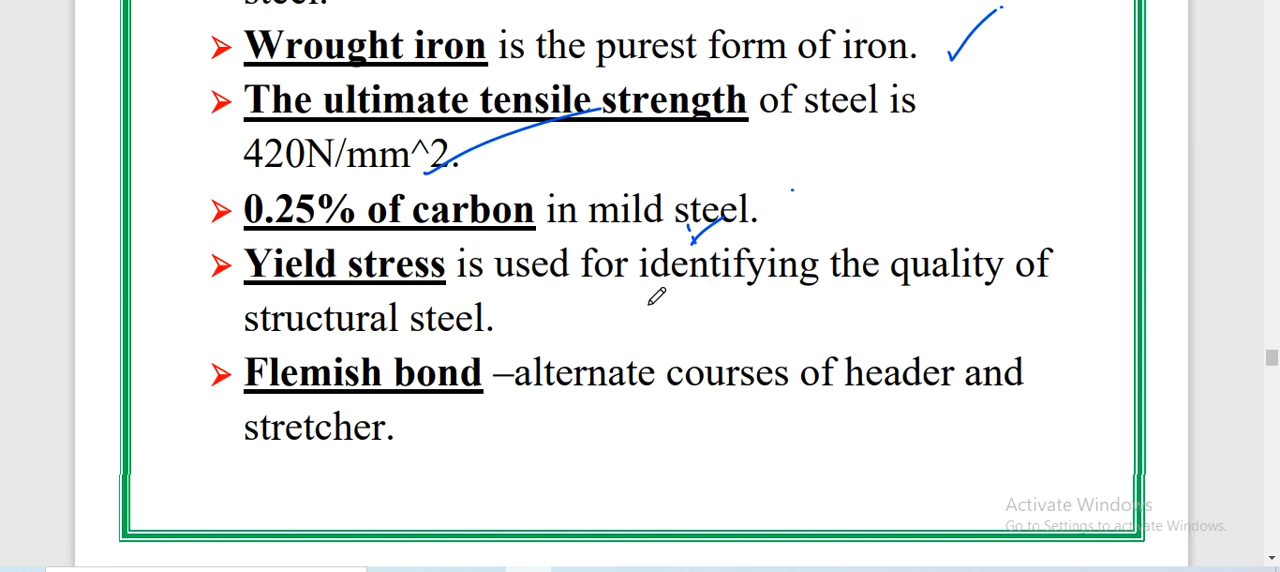 steel.
➢ Wrought iron is the purest form of iron.
➢ The ultimate tensile strength of steel is
420N/mm^2.
➢ 0.25% of carbon in mild steel.
➢ Yield stress is used for identifying the quality of
structural steel.
➢ Flemish bond –alternate courses of header and
stretcher.
Activate Windows
Go to Settings to activate Windows.